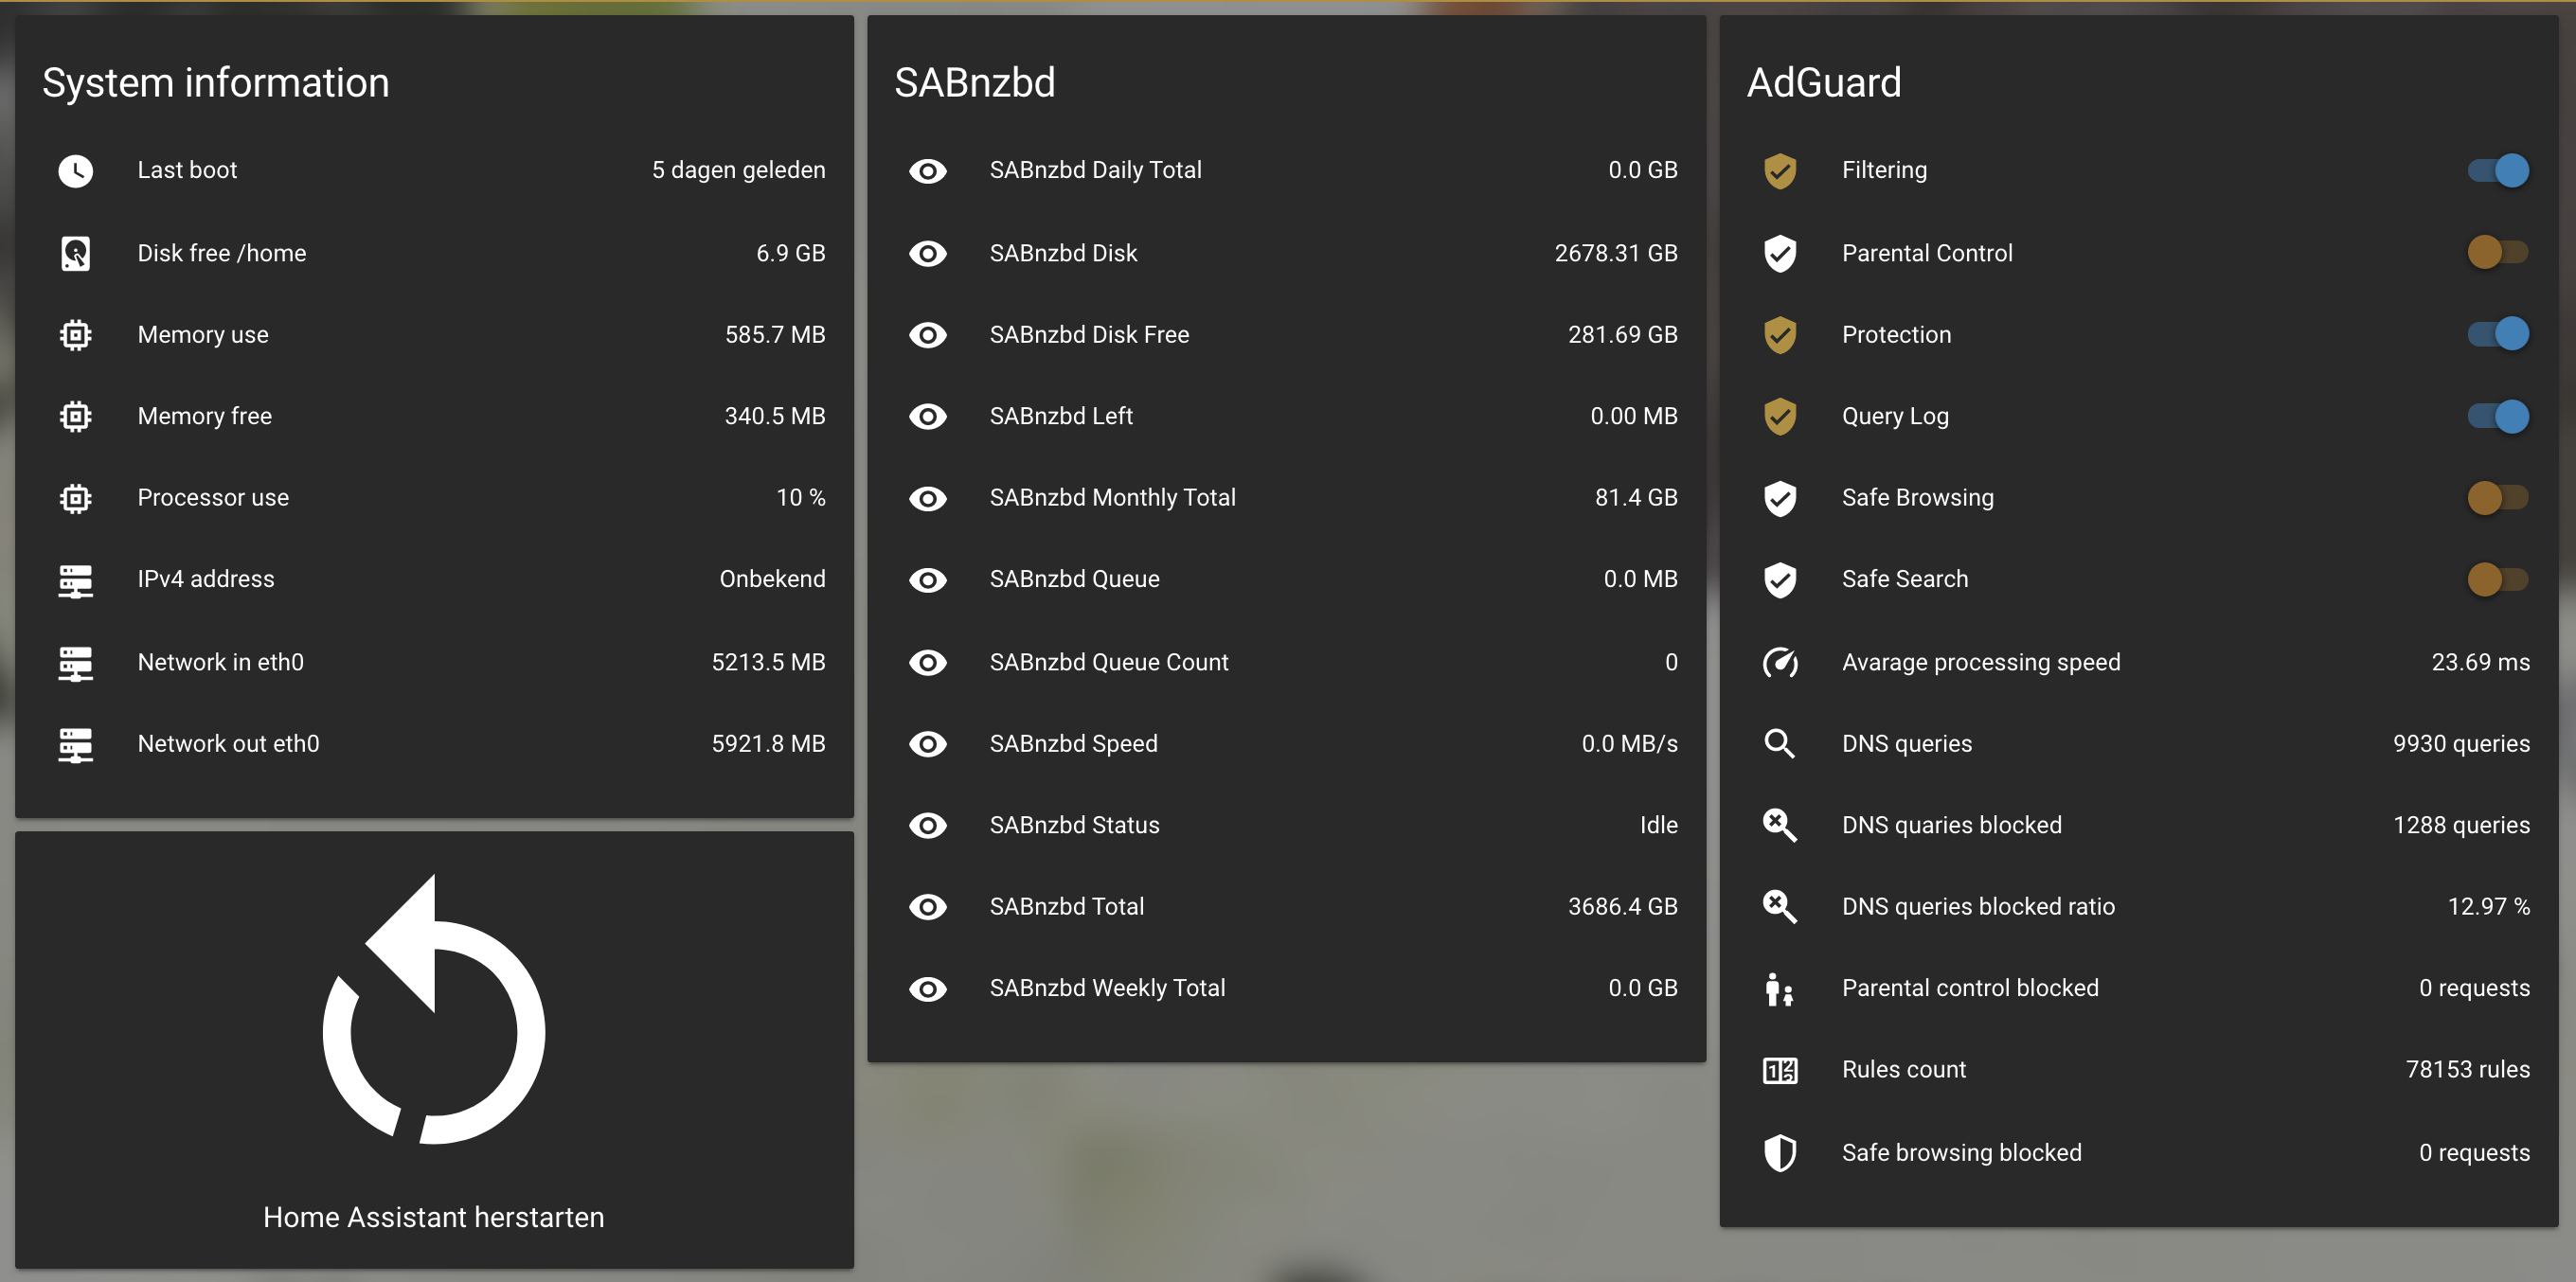 System information
Last boot 5 dagen geleden
Disk free /home 6.9 GB
Memory use 585.7 MB
Memory free 340.5 MB
Processor use 10 %
IPv4 address Onbekend
Network in eth0 5213.5 MB
Network out eth0 5921.8 MB
Home Assistant herstarten
SABnzbd
SABnzbd Daily Total 0.0 GB
SABnzbd Disk 2678.31 GB
SABnzbd Disk Free 281.69 GB
SABnzbd Left 0.00 MB
SABnzbd Monthly Total 81.4 GB
SABnzbd Queue 0.0 MB
SABnzbd Queue Count 0
SABnzbd Speed 0.0 MB/s
SABnzbd Status Idle
SABnzbd Total 3686.4 GB
SABnzbd Weekly Total 0.0 GB
AdGuard
Filtering
Parental Control
Protection
Query Log
Safe Browsing
Safe Search
Avarage processing speed 23.69 ms
DNS queries 9930 queries
DNS quaries blocked 1288 queries
DNS queries blocked ratio 12.97 %
Parental control blocked 0 requests
Rules count 78153 rules
Safe browsing blocked 0 requests